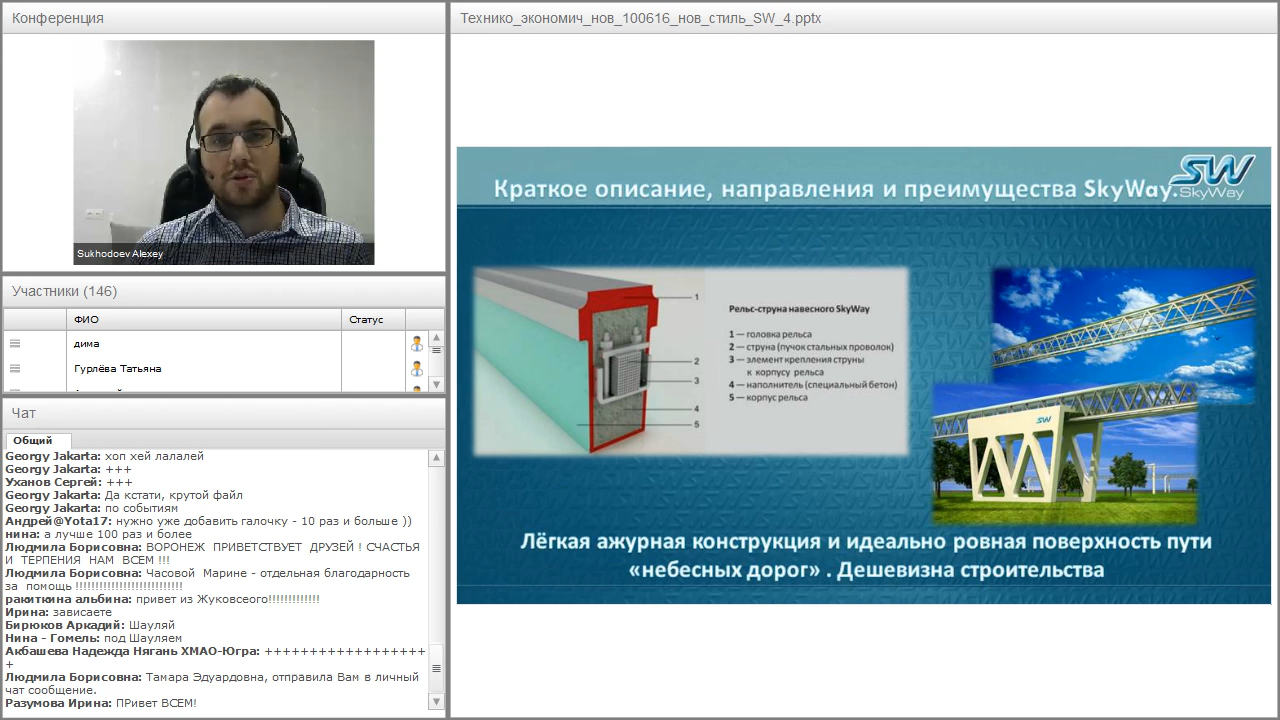 Конференция
Sukhodoev Alexey
Участники (146)
ФИО Статус
дима
Гурлёва Татьяна
Чат
Общий
Georgy Jakarta: хоп хей лалалей
Georgy Jakarta: +++
Уханов Сергей: +++
Georgy Jakarta: Да кстати, крутой файл
Georgy Jakarta: по событиям
Андрей@Yota17: нужно уже добавить галочку - 10 раз и больше ))
нина: а лучше 100 раз и более
Людмила Борисовна: ВОРОНЕЖ ПРИВЕТСТВУЕТ ДРУЗЕЙ ! СЧАСТЬЯ
И ТЕРПЕНИЯ НАМ ВСЕМ !!!
Людмила Борисовна: Часовой Марине - отдельная благодарность
за помощь !!!!!!!!!!!!!!!!!!!!!!!!!!!
ракиткина альбина: привет из Жуковсеого!!!!!!!!!!!!!
Ирина: зависаете
Бирюков Аркадий: Шауляй
Нина - Гомель: под Шауляем
Акбашева Надежда Нягань ХМАО-Югра: ++++++++++++++++++
+
Людмила Борисовна: Тамара Эдуардовна, отправила Вам в личный
чат сообщение.
Разумова Ирина: ПРивет ВСЕМ!
Технико_экономич_нов_100616_нов_стиль_SW_4.pptx
SW
SkyWay
Краткое описание, направления и преимущества SkyWay.
1
2
3
4
5
Рельс-струна навесного SkyWay
1 — головка рельса
2 — струна (пучок стальных проволок)
3 — элемент крепления струны
к корпусу рельса
4 — наполнитель (специальный бетон)
5 — корпус рельса
SW
Лёгкая ажурная конструкция и идеально ровная поверхность пути
«небесных дорог» . Дешевизна строительства